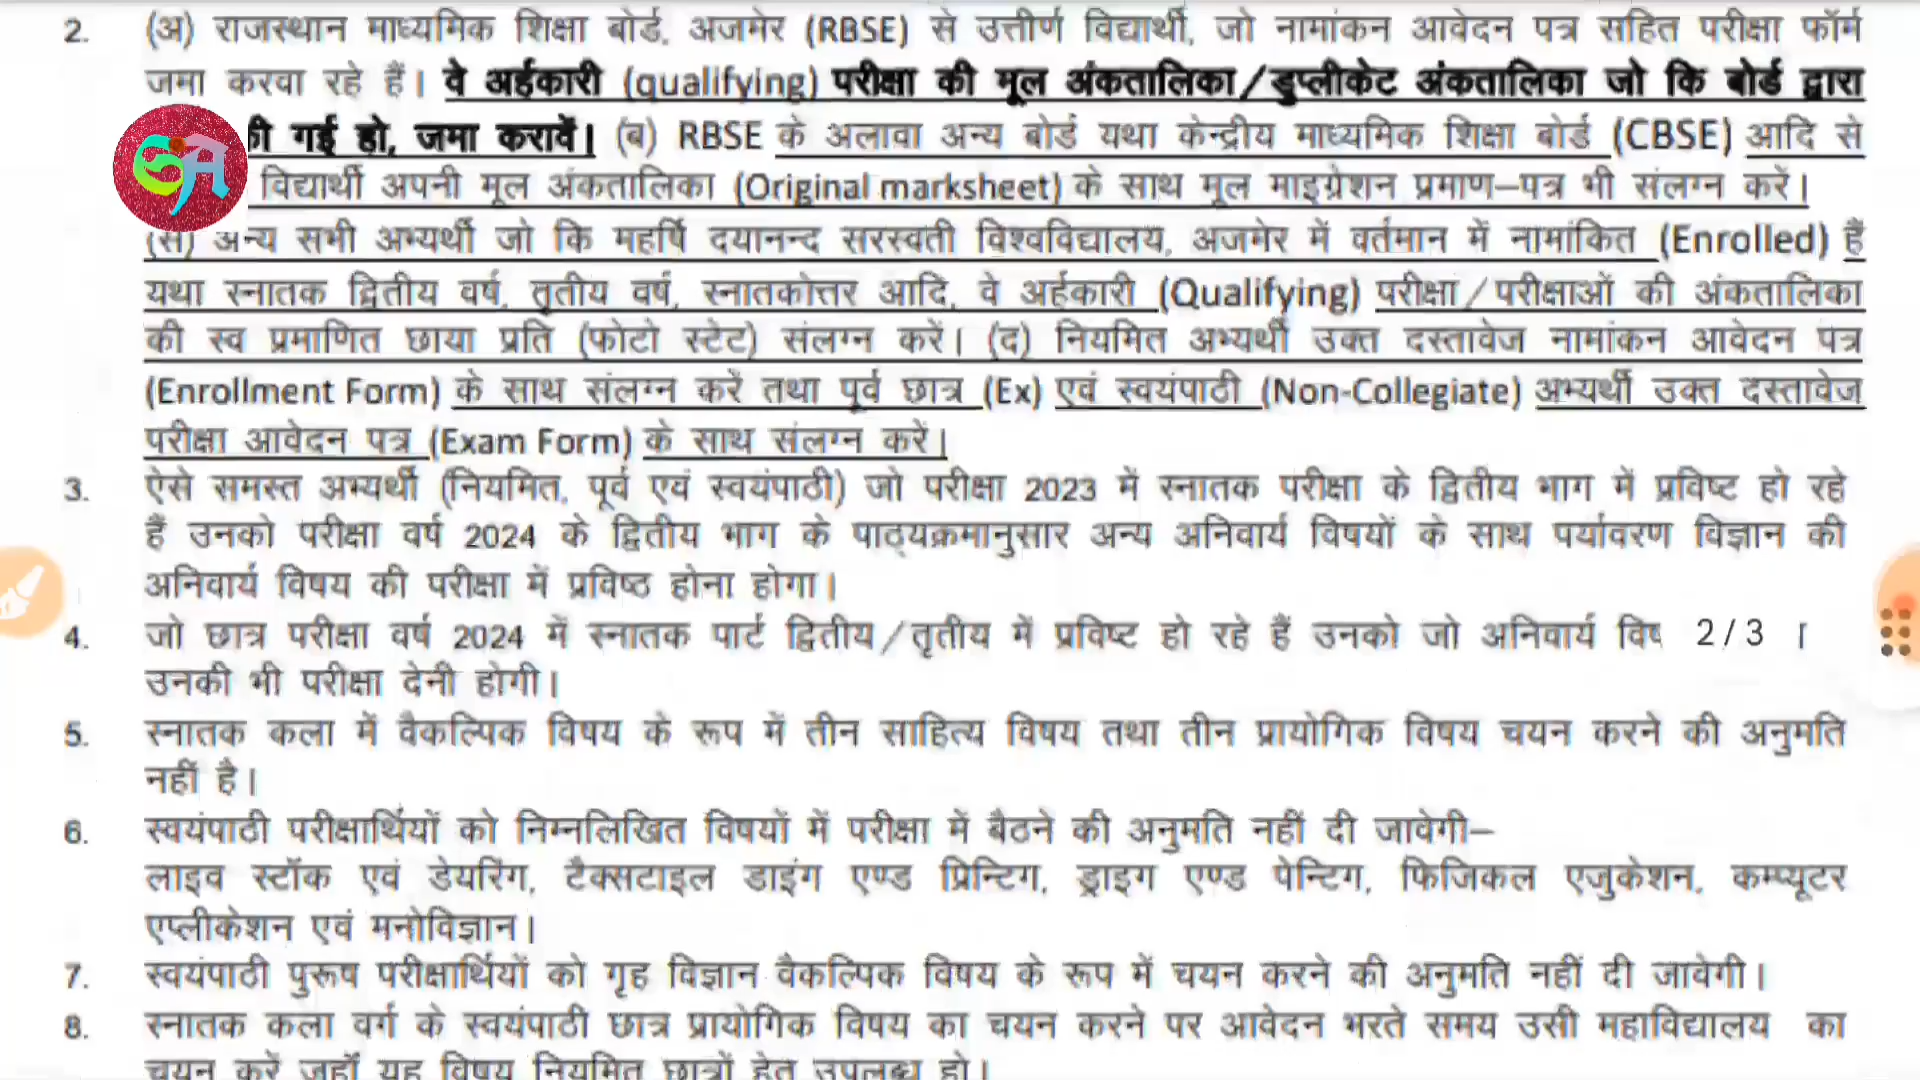 2. (अ) राजस्थान माध्यमिक शिक्षा बोर्ड, अजमेर (RBSE) से उत्तीर्ण विद्यार्थी, जो नामांकन आवेदन पत्र सहित परीक्षा फॉर्म
जमा करवा रहे हैं। वे अर्हकारी (qualifying) परीक्षा की मूल अंकतालिका/डुप्लीकेट अंकतालिका जो कि बोर्ड द्वारा
की गई हो, जमा करावें। (ब) RBSE के अलावा अन्य बोर्ड यथा केन्द्रीय माध्यमिक शिक्षा बोर्ड (CBSE) आदि से
विद्यार्थी अपनी मूल अंकतालिका (Original marksheet) के साथ मूल माइग्रेशन प्रमाण–पत्र भी संलग्न करें।
(स) अन्य सभी अभ्यर्थी जो कि महर्षि दयानन्द सरस्वती विश्वविद्यालय, अजमेर में वर्तमान में नामांकित (Enrolled) हैं
यथा स्नातक द्वितीय वर्ष, तृतीय वर्ष, स्नातकोत्तर आदि, वे अर्हकारी (Qualifying) परीक्षा/परीक्षाओं की अंकतालिका
की स्व प्रमाणित छाया प्रति (फोटो स्टेट) संलग्न करें। (द) नियमित अभ्यर्थी उक्त दस्तावेज नामांकन आवेदन पत्र
(Enrollment Form) के साथ संलग्न करें तथा पूर्व छात्र (Ex) एवं स्वयंपाठी (Non-Collegiate) अभ्यर्थी उक्त दस्तावेज
परीक्षा आवेदन पत्र (Exam Form) के साथ संलग्न करें।
3. ऐसे समस्त अभ्यर्थी (नियमित, पूर्व एवं स्वयंपाठी) जो परीक्षा 2023 में स्नातक परीक्षा के द्वितीय भाग में प्रविष्ट हो रहे
हैं उनको परीक्षा वर्ष 2024 के द्वितीय भाग के पाठ्यक्रमानुसार अन्य अनिवार्य विषयों के साथ पर्यावरण विज्ञान की
अनिवार्य विषय की परीक्षा में प्रविष्ठ होना होगा।
4. जो छात्र परीक्षा वर्ष 2024 में स्नातक पार्ट द्वितीय/तृतीय में प्रविष्ट हो रहे हैं उनको जो अनिवार्य 2/3
उनकी भी परीक्षा देनी होगी।
5. स्नातक कला में वैकल्पिक विषय के रूप में तीन साहित्य विषय तथा तीन प्रायोगिक विषय चयन करने की अनुमति
नहीं है।
6. स्वयंपाठी परीक्षार्थियों को निम्नलिखित विषयों में परीक्षा में बैठने की अनुमति नहीं दी जावेगी–
लाइव स्टॉक एवं डेयरिंग, टैक्सटाइल डाइंग एण्ड प्रिन्टिग, ड्राइग एण्ड पेन्टिग, फिजिकल एजुकेशन, कम्प्यूटर
एप्लीकेशन एवं मनोविज्ञान।
7. स्वयंपाठी पुरूष परीक्षार्थियों को गृह विज्ञान वैकल्पिक विषय के रूप में चयन करने की अनुमति नहीं दी जावेगी।
8. स्नातक कला वर्ग के स्वयंपाठी छात्र प्रायोगिक विषय का चयन करने पर आवेदन भरते समय उसी महाविद्यालय का
चयन करें जहाँ यह विषय नियमित छात्रों हेतु उपलब्ध हो।